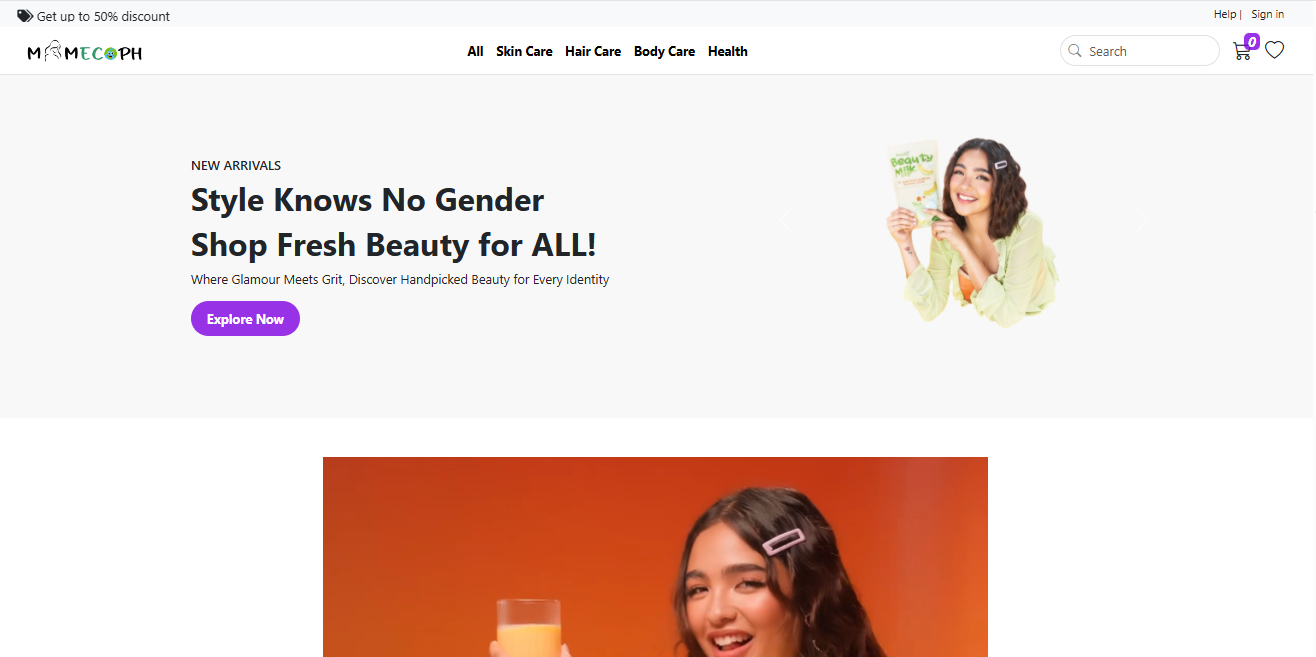 Get up to 50% discount
Help | Sign in
MOMECOPH
All Skin Care Hair Care Body Care Health
Search
0
NEW ARRIVALS
Style Knows No Gender
Shop Fresh Beauty for ALL!
Where Glamour Meets Grit, Discover Handpicked Beauty for Every Identity
Explore Now
Beauty
Milk